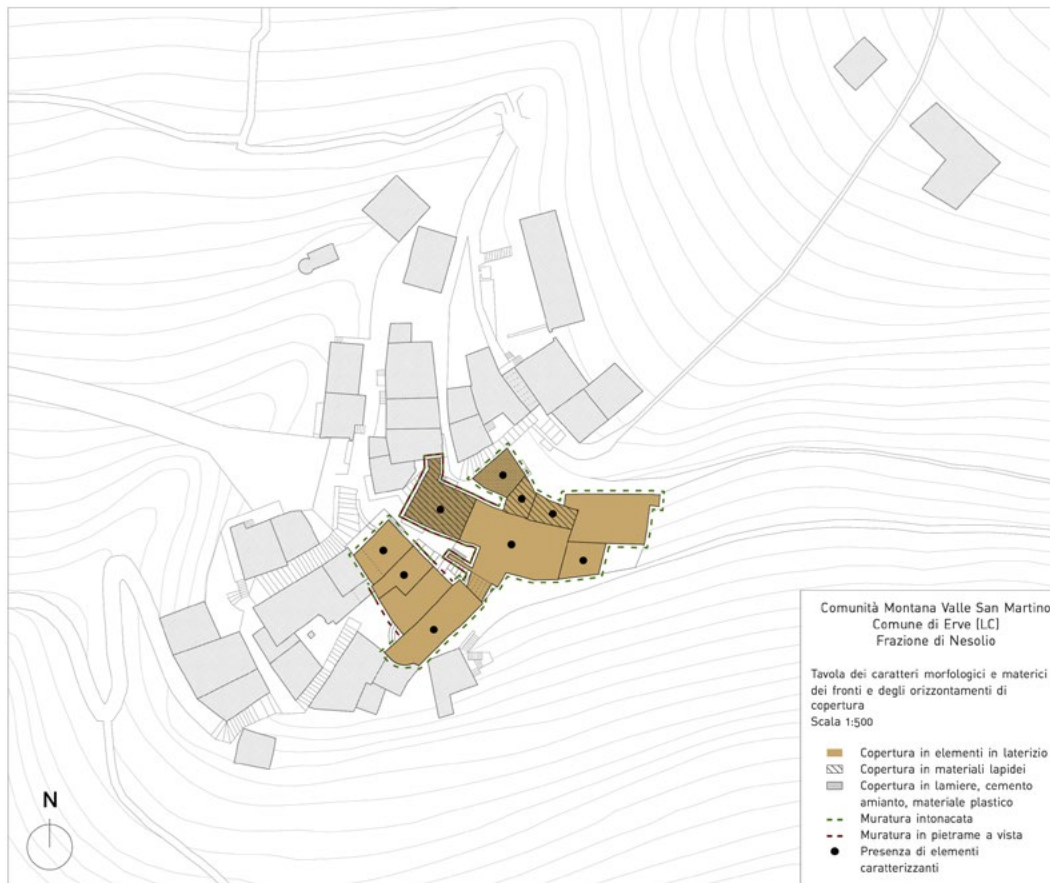 N
Comunità Montana Valle San Martino
Comune di Erve (LC)
Frazione di Nesolio
Tavola dei caratteri morfologici e materici
dei fronti e degli orizzontamenti di
copertura
Scala 1:500
Copertura in elementi in laterizio
Copertura in materiali lapidei
Copertura in lamiere, cemento
amianto, materiale plastico
Muratura intonacata
Muratura in pietrame a vista
Presenza di elementi
caratterizzanti